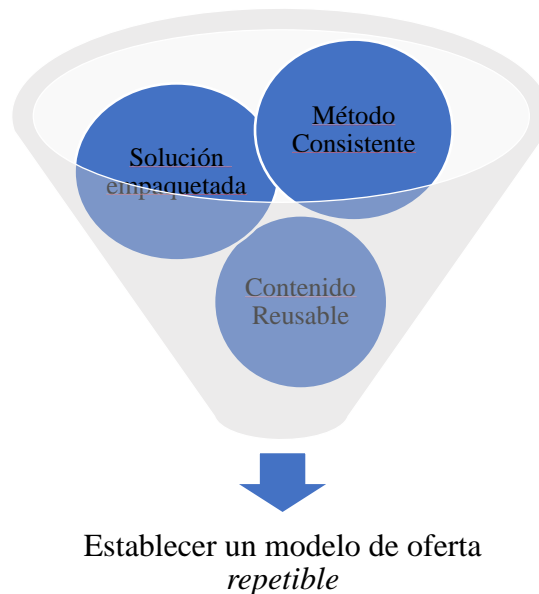 Solución
empaquetada
Método
Consistente
Contenido
Reusable
Establecer un modelo de oferta
repetible